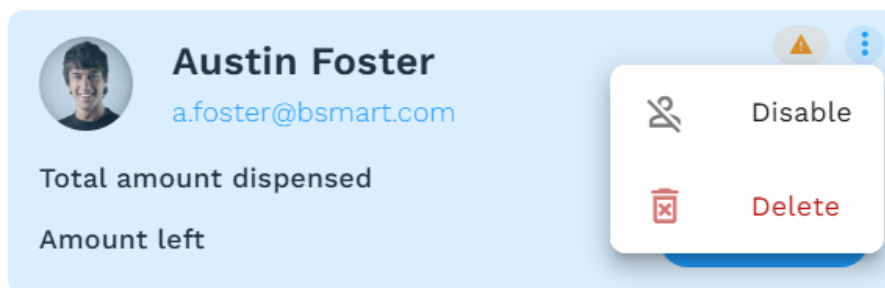 Austin Foster
a.foster@bsmart.com
Disable
Total amount dispensed
Delete
Amount left